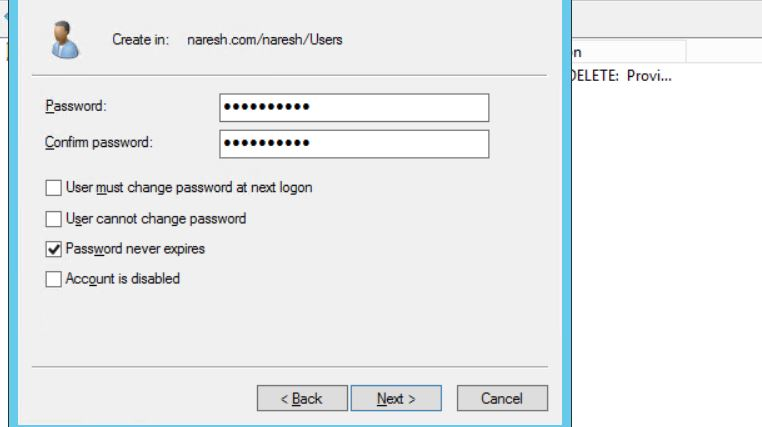 Create in: naresh.com/naresh/Users
Password: ●●●●●●●●●●
Confirm password: ●●●●●●●●●●
User must change password at next logon
User cannot change password
Password never expires
Account is disabled
< Back Next > Cancel
on
DELETE: Provi...